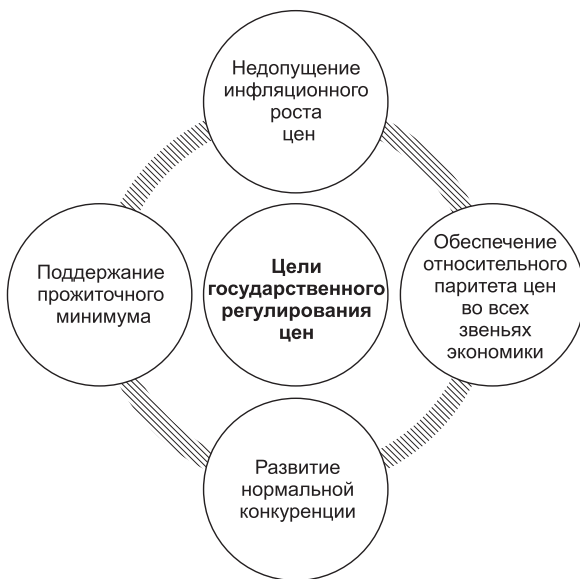 Недопущение
инфляционного
роста
цен
Поддержание
прожиточного
минимума
Цели
государственного
регулирования
цен
Обеспечение
относительного
паритета цен
во всех
звеньях
экономики
Развитие
нормальной
конкуренции